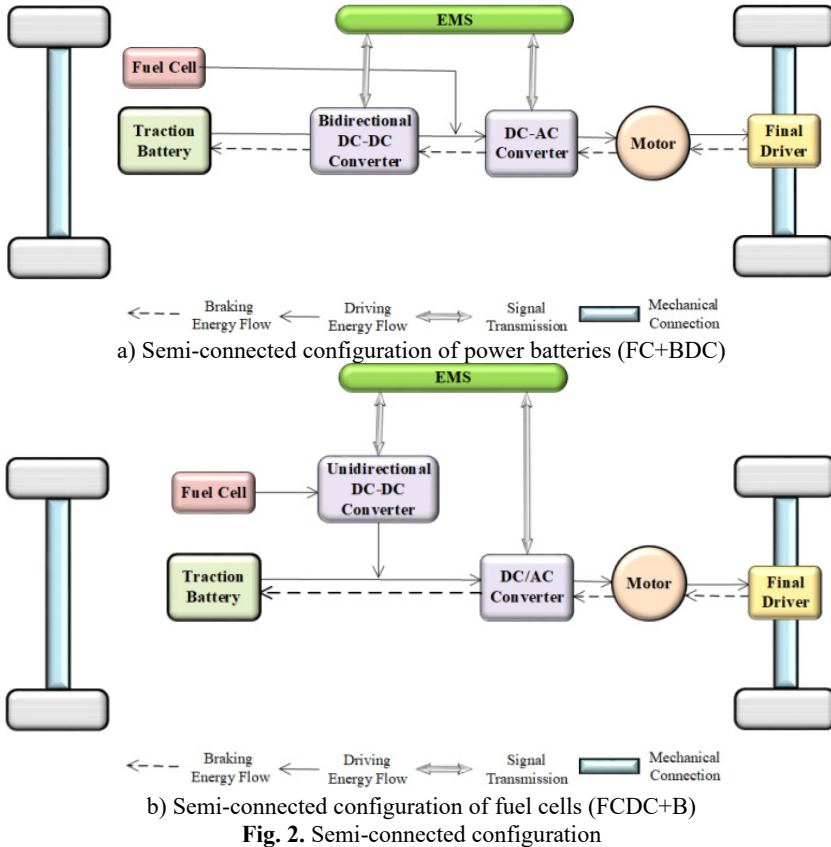 EMS
Fuel Cell
Traction
Battery
Bidirectional
DC-DC
Converter
DC-AC
Converter
Motor
Final
Driver
Braking
Energy Flow
Driving
Energy Flow
Signal
Transmission
Mechanical
Connection
a) Semi-connected configuration of power batteries (FC+BDC)
EMS
Unidirectional
DC-DC
Converter
Fuel Cell
Traction
Battery
DC/AC
Converter
Motor
Final
Driver
Braking
Energy Flow
Driving
Energy Flow
Signal
Transmission
Mechanical
Connection
b) Semi-connected configuration of fuel cells (FCDC+B)
Fig. 2. Semi-connected configuration